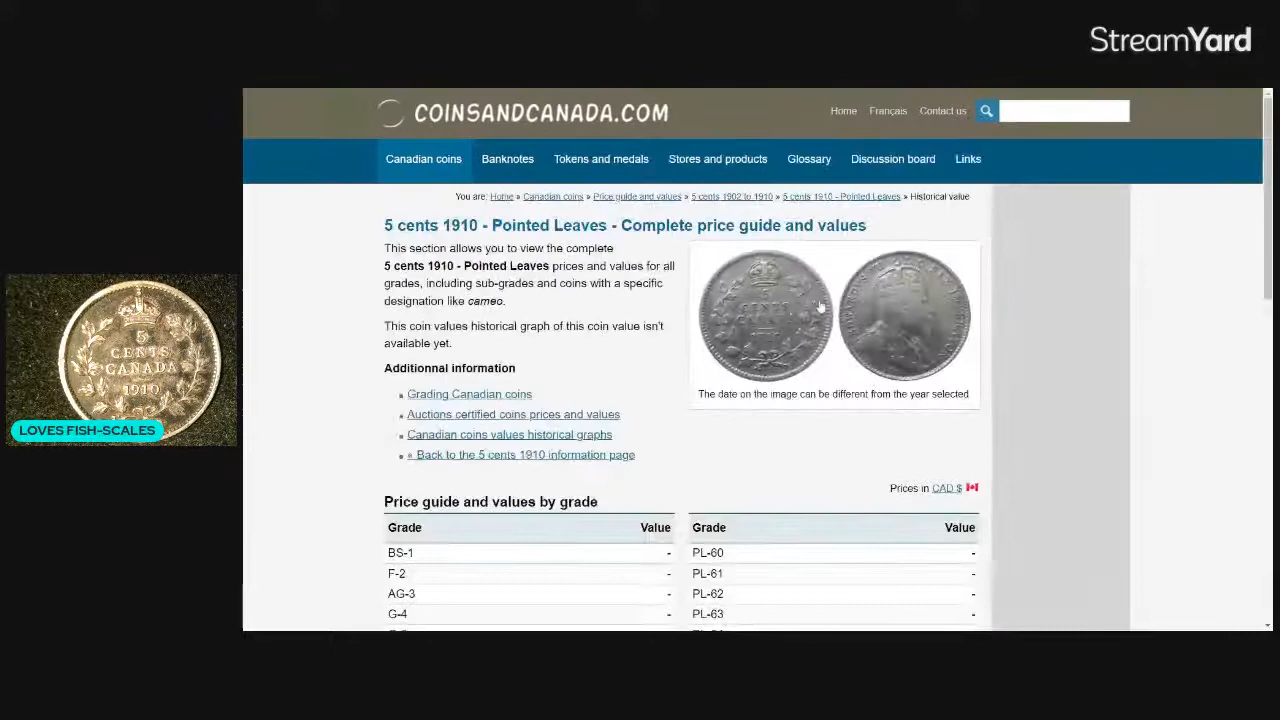 StreamYard
COINSANDCANADA.COM
Home Français Contact us
Canadian coins Banknotes Tokens and medals Stores and products Glossary Discussion board Links
You are: Home » Canadian coins » Price guide and values » 5 cents 1902 to 1910 » 5 cents 1910 - Pointed Leaves » Historical value
5 cents 1910 - Pointed Leaves - Complete price guide and values
This section allows you to view the complete
5 cents 1910 - Pointed Leaves prices and values for all
grades, including sub-grades and coins with a specific
designation like cameo.
This coin values historical graph of this coin value isn't
available yet.
The date on the image can be different from the year selected
Additionnal information
Grading Canadian coins
Auctions certified coins prices and values
Canadian coins values historical graphs
« Back to the 5 cents 1910 information page
5
CENTS
CANADA
1910
LOVES FISH-SCALES
Prices in CAD $
Price guide and values by grade
Grade Value Grade Value
BS-1 - PL-60 -
F-2 - PL-61 -
AG-3 - PL-62 -
G-4 - PL-63 -